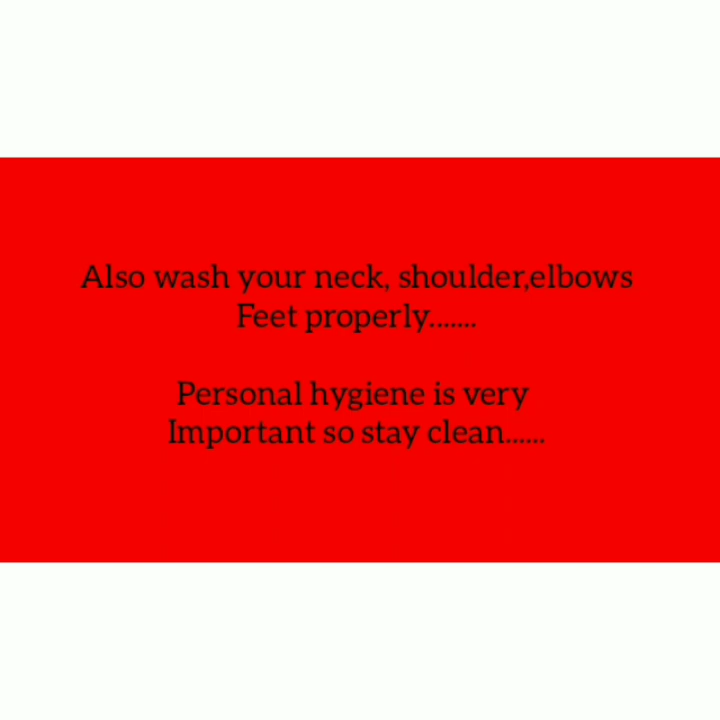 Also wash your neck, shoulder,elbows
Feet properly.......
Personal hygiene is very
Important so stay clean......